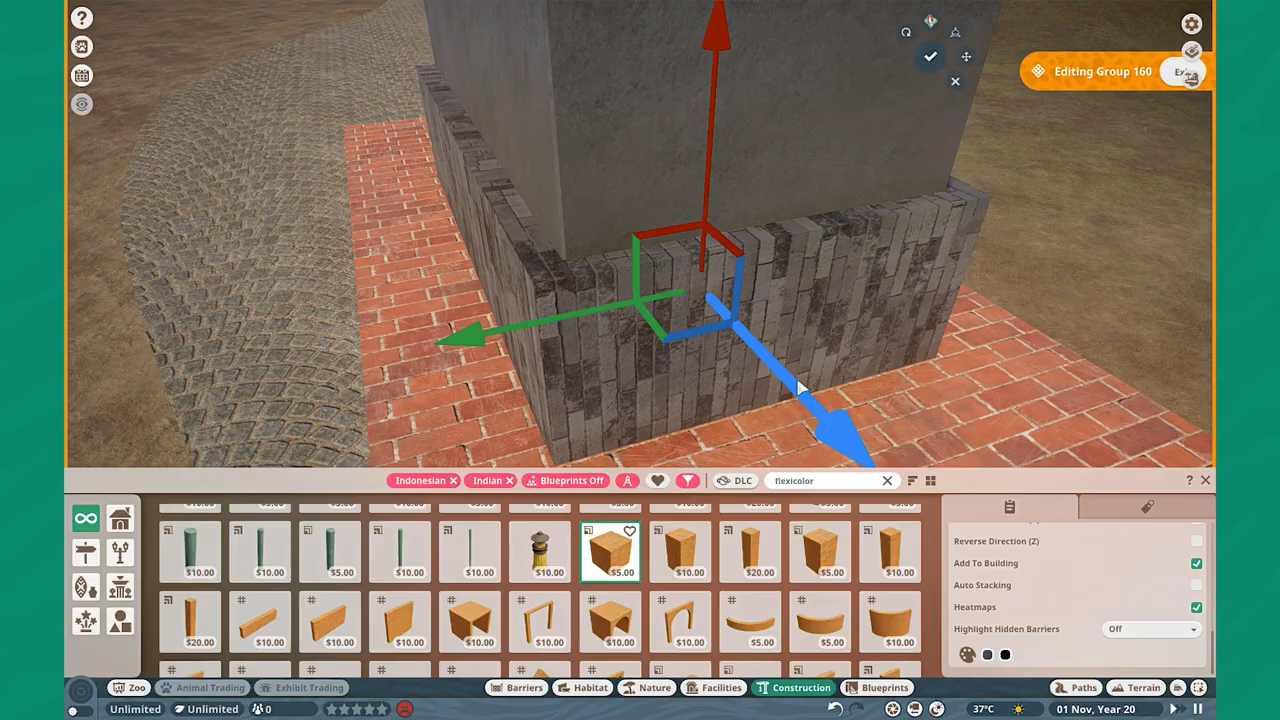 Editing Group 160
Indonesian
Indian
Blueprints Off
DLC
flexicolor
?
$10.00 $10.00 $5.00 $10.00 $10.00 $10.00 $5.00 $10.00 $20.00 $5.00 $10.00
$20.00 $10.00 $10.00 $10.00 $10.00 $10.00 $10.00 $10.00 $5.00 $5.00 $10.00
Reverse Direction (Z)
Add To Building
Auto Stacking
Heatmaps
Highlight Hidden Barriers Off
Zoo Animal Trading Exhibit Trading Barriers Habitat Nature Facilities Construction Blueprints Paths Terrain
Unlimited Unlimited 0 37°C 01 Nov, Year 20